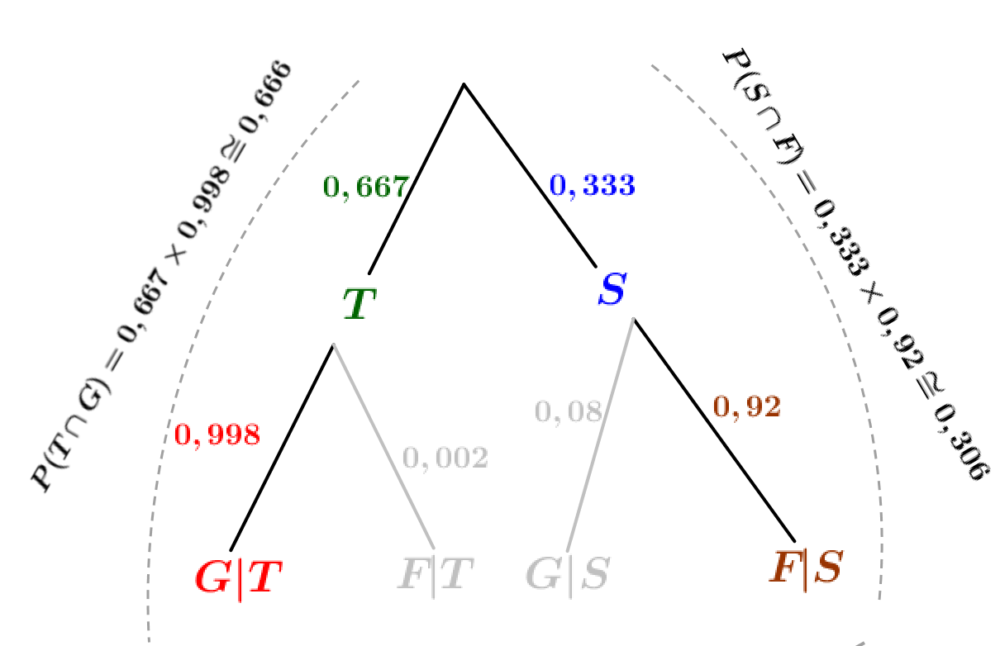 P(T∩G) = 0,667 × 0,998 ≅ 0,666
P(S∩F) = 0,333 × 0,92 ≅ 0,306
0,667
0,333
T
S
0,998
0,002
0,08
0,92
G|T
F|T
G|S
F|S